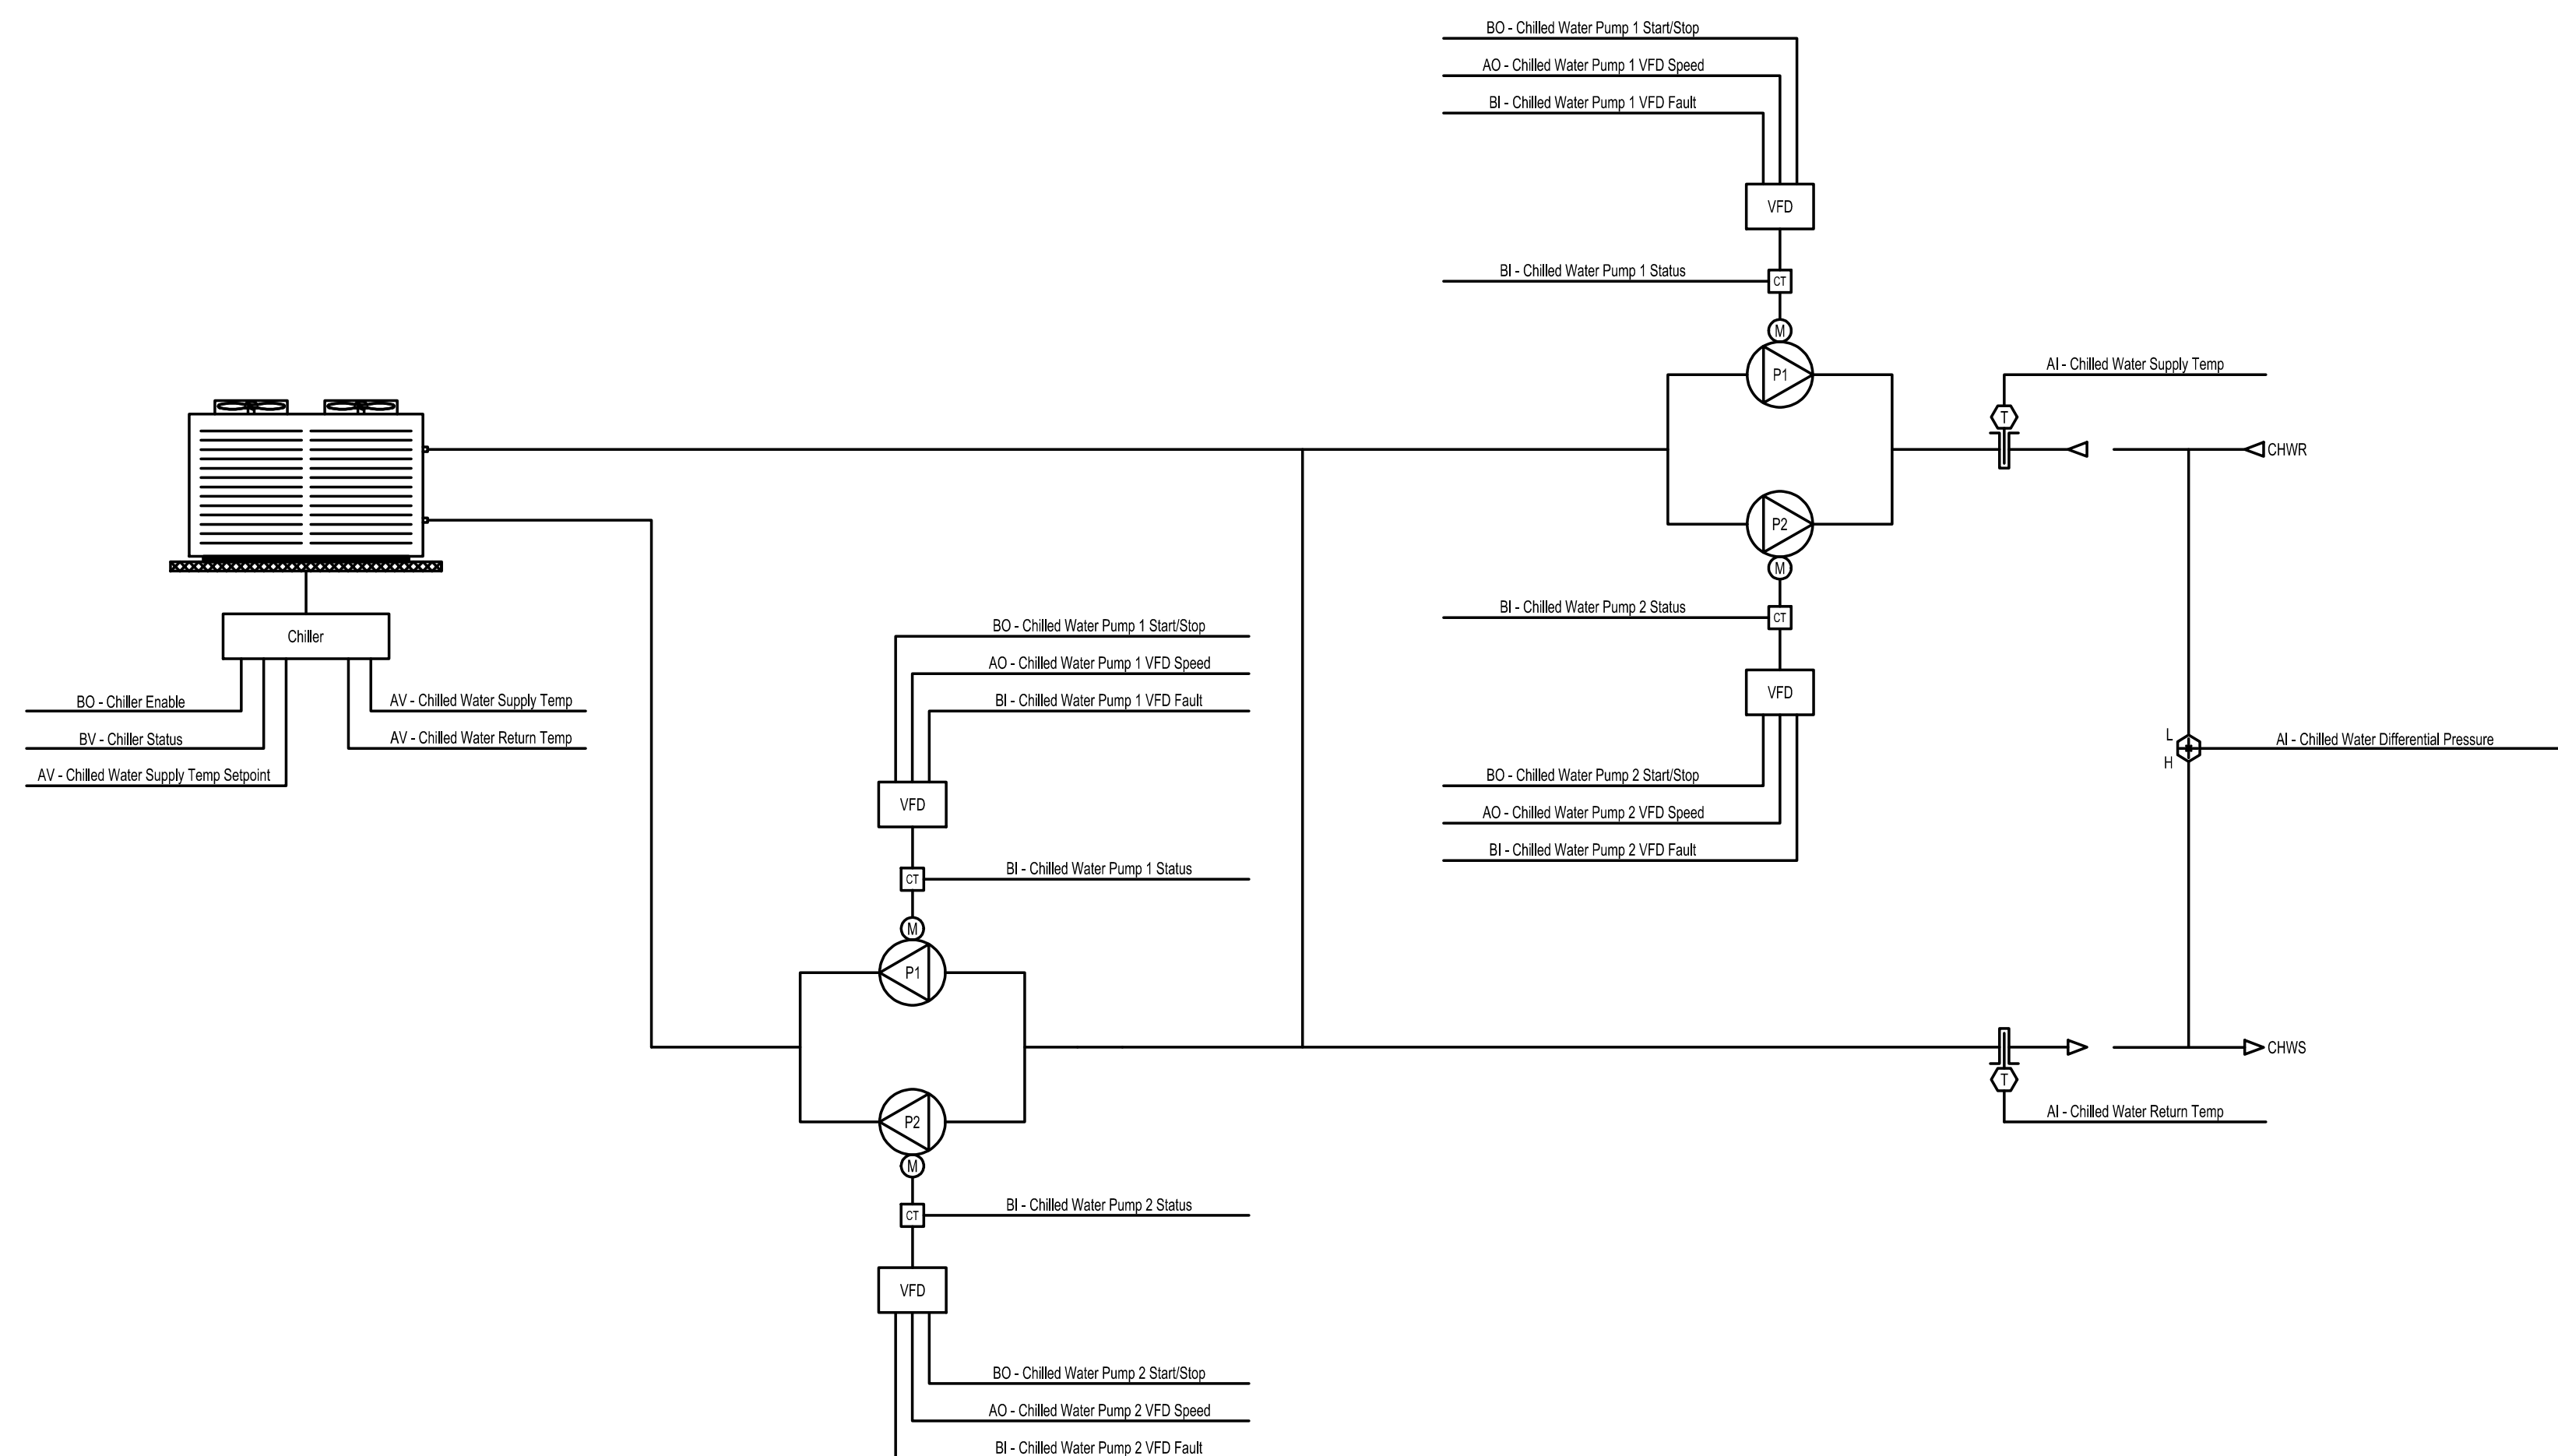 BO - Chilled Water Pump 1 Start/Stop
AO - Chilled Water Pump 1 VFD Speed
BI - Chilled Water Pump 1 VFD Fault
VFD
BI - Chilled Water Pump 1 Status
CT
M
P1
AI - Chilled Water Supply Temp
T
CHWR
P2
M
BI - Chilled Water Pump 2 Status
CT
VFD
BO - Chilled Water Pump 2 Start/Stop
AO - Chilled Water Pump 2 VFD Speed
BI - Chilled Water Pump 2 VFD Fault
L
H
AI - Chilled Water Differential Pressure
Chiller
BO - Chiller Enable
BV - Chiller Status
AV - Chilled Water Supply Temp Setpoint
AV - Chilled Water Supply Temp
AV - Chilled Water Return Temp
BO - Chilled Water Pump 1 Start/Stop
AO - Chilled Water Pump 1 VFD Speed
BI - Chilled Water Pump 1 VFD Fault
VFD
CT
BI - Chilled Water Pump 1 Status
M
P1
CHWS
T
AI - Chilled Water Return Temp
P2
M
CT
BI - Chilled Water Pump 2 Status
VFD
BO - Chilled Water Pump 2 Start/Stop
AO - Chilled Water Pump 2 VFD Speed
BI - Chilled Water Pump 2 VFD Fault